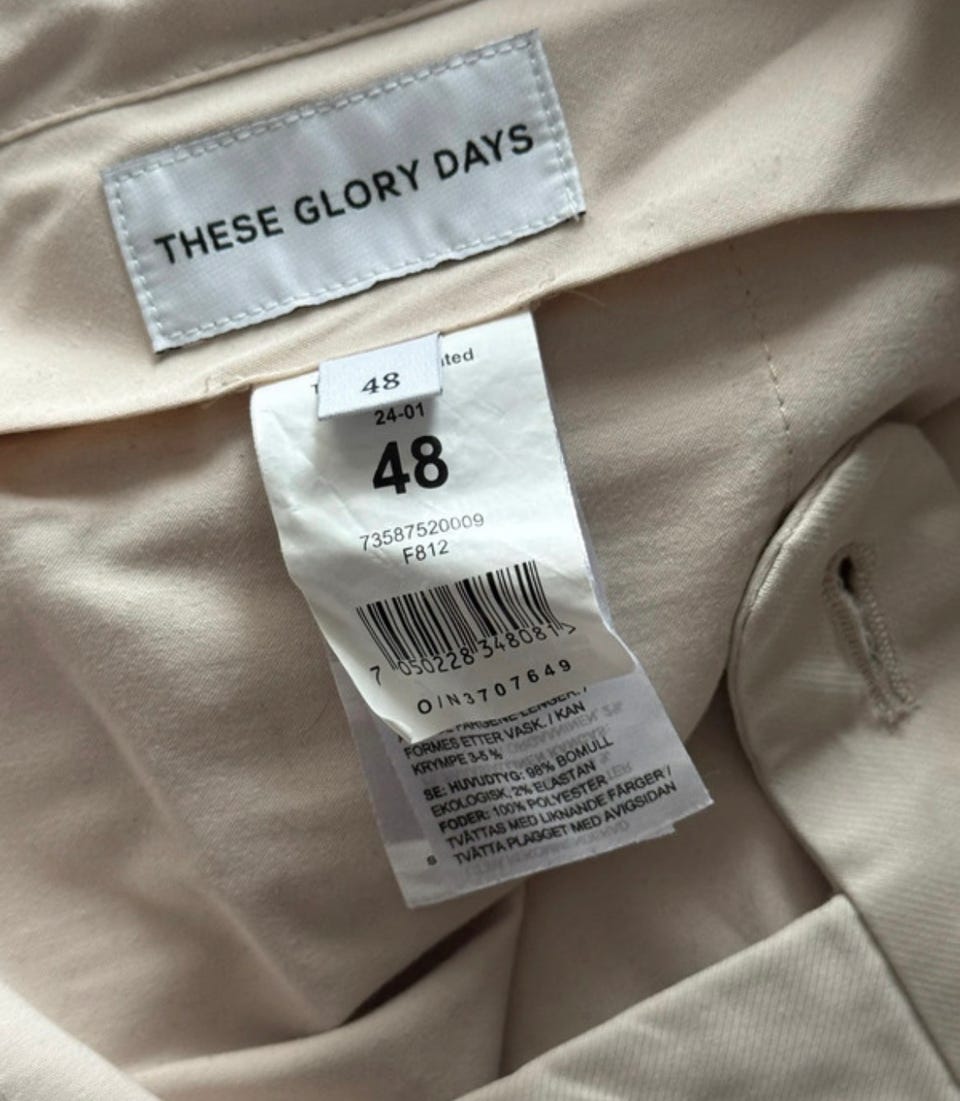 THESE GLORY DAYS
48
24-01
48
73587520009
F812
7 050228 348081 >
O/N3707649
FORMES ETTER VASK. / KAN
KRYMPE 3-5 %
SE: HUVUDTYG: 98% BOMULL
EKOLOGISK, 2% ELASTAN
FODER: 100% POLYESTER
TVÄTTAS MED LIKNANDE FÄRGER /
TVÄTTA PLAGGET MED AVIGSIDAN